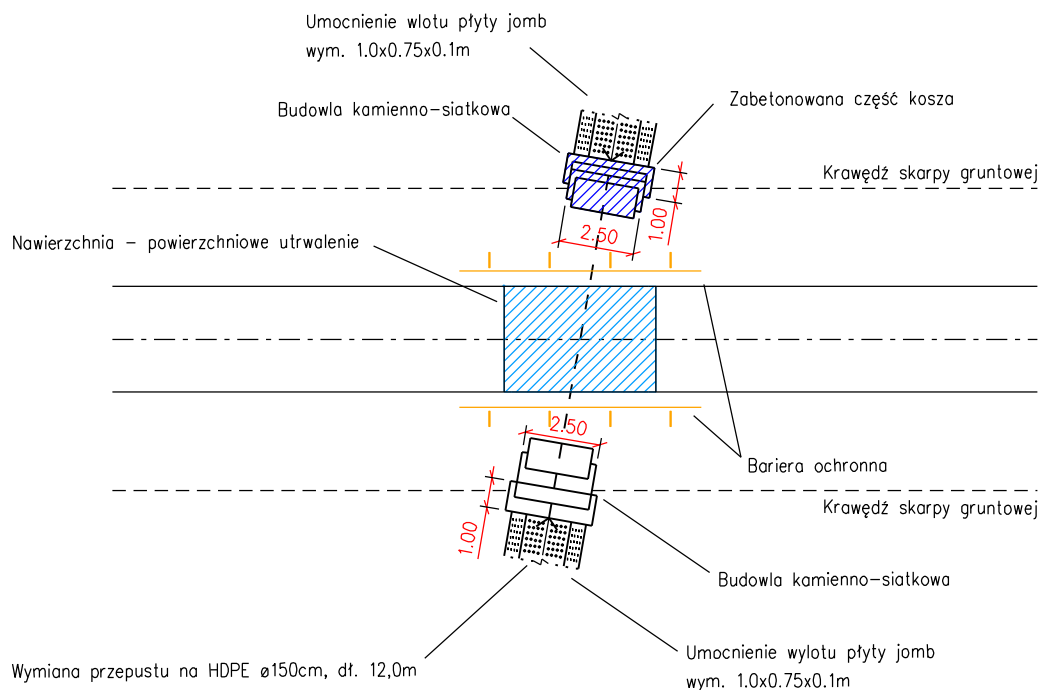 Umocnienie wlotu płyty jomb
wym. 1.0x0.75x0.1m
Budowla kamienno-siatkowa
Zabetonowana część kosza
Krawędź skarpy gruntowej
1.00
2.50
Nawierzchnia - powierzchniowe utrwalenie
2.50
Bariera ochronna
Krawędź skarpy gruntowej
1.00
Budowla kamienno-siatkowa
Wymiana przepustu na HDPE ø150cm, dł. 12,0m
Umocnienie wylotu płyty jomb
wym. 1.0x0.75x0.1m